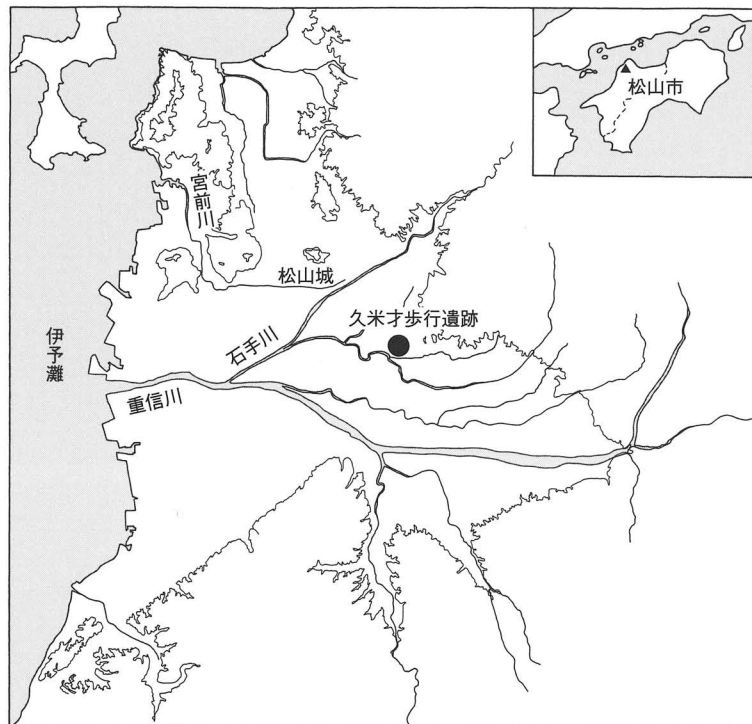 松山市
宮前川
松山城
久米才歩行遺跡
石手川
伊予灘
重信川